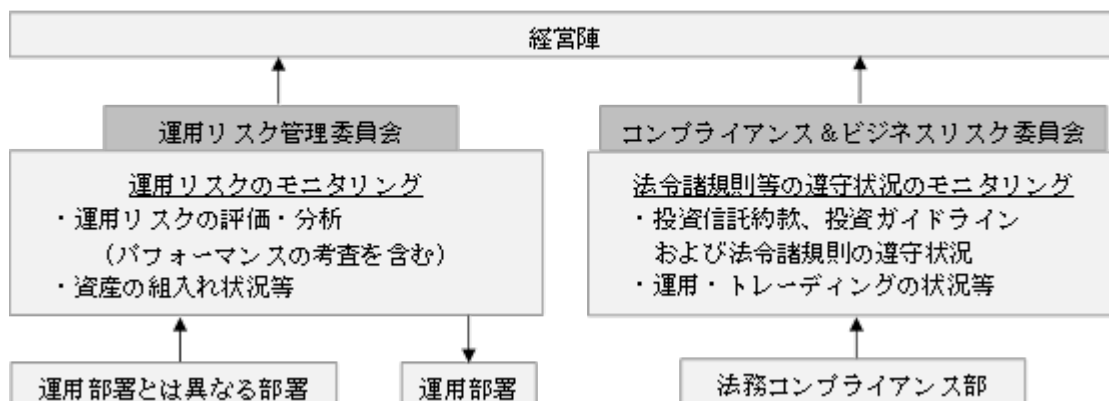 経営陣
運用リスク管理委員会
運用リスクのモニタリング
・運用リスクの評価・分析
（パフォーマンスの考査を含む）
・資産の組入れ状況等
運用部署とは異なる部署
運用部署
コンプライアンス＆ビジネスリスク委員会
法令諸規則等の遵守状況のモニタリング
・投資信託約款、投資ガイドライン
および法令諸規則の遵守状況
・運用・トレーディングの状況等
法務コンプライアンス部